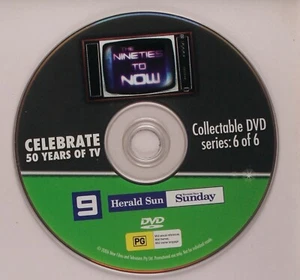 THE
NINETIES
TO
NOW
CELEBRATE
50 YEARS OF TV
Collectable DVD
series: 6 of 6
9
Herald Sun
Sunday
DVD
PG